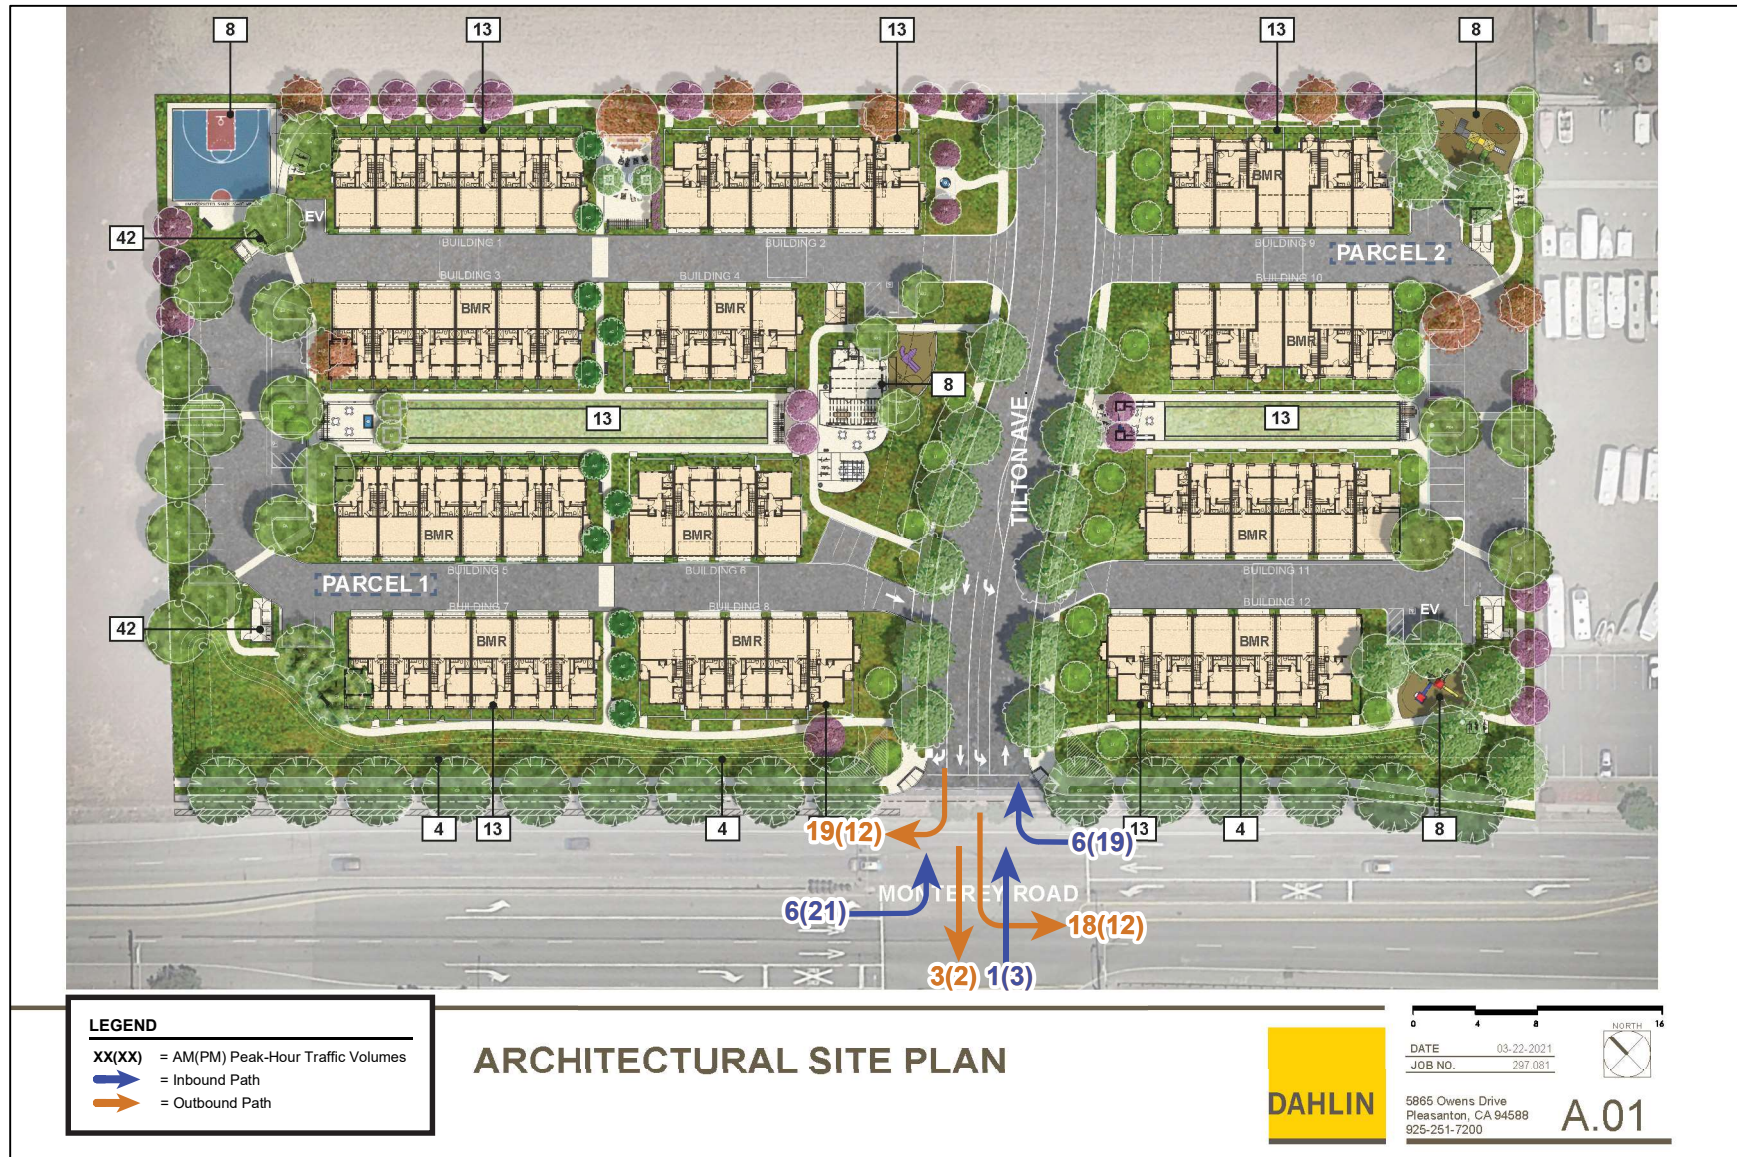 8
13
13
13
8
BMR
42
EV
BUILDING 1
BUILDING 2
BUILDING 9
PARCEL 2
BUILDING 3
BUILDING 4
BUILDING 10
BMR
BMR
BMR
8
13
13
TILTON AVE.
BMR
BMR
BMR
BUILDING 5
BUILDING 6
BUILDING 11
PARCEL 1
BUILDING 7
BUILDING 8
BUILDING 12
EV
42
BMR
BMR
BMR
4
13
4
19(12)
6(19)
13
4
8
MONTEREY ROAD
6(21)
18(12)
3(2)
1(3)
LEGEND
XX(XX) = AM(PM) Peak-Hour Traffic Volumes
= Inbound Path
= Outbound Path
ARCHITECTURAL SITE PLAN
DAHLIN
0 4 8 16
NORTH
DATE 03-22-2021
JOB NO. 297.081
5865 Owens Drive
Pleasanton, CA 94588
925-251-7200
A.01